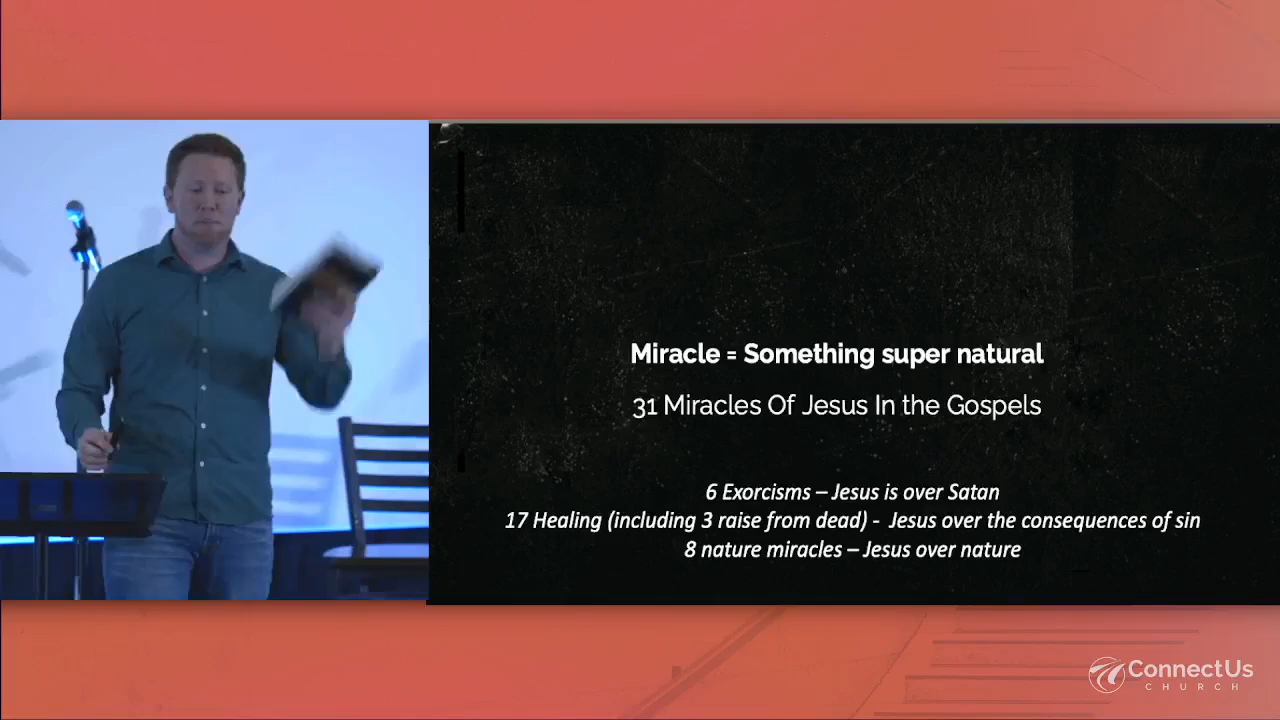 Miracle = Something super natural
31 Miracles Of Jesus In the Gospels
6 Exorcisms – Jesus is over Satan
17 Healing (including 3 raise from dead) - Jesus over the consequences of sin
8 nature miracles – Jesus over nature
ConnectUs
CHURCH